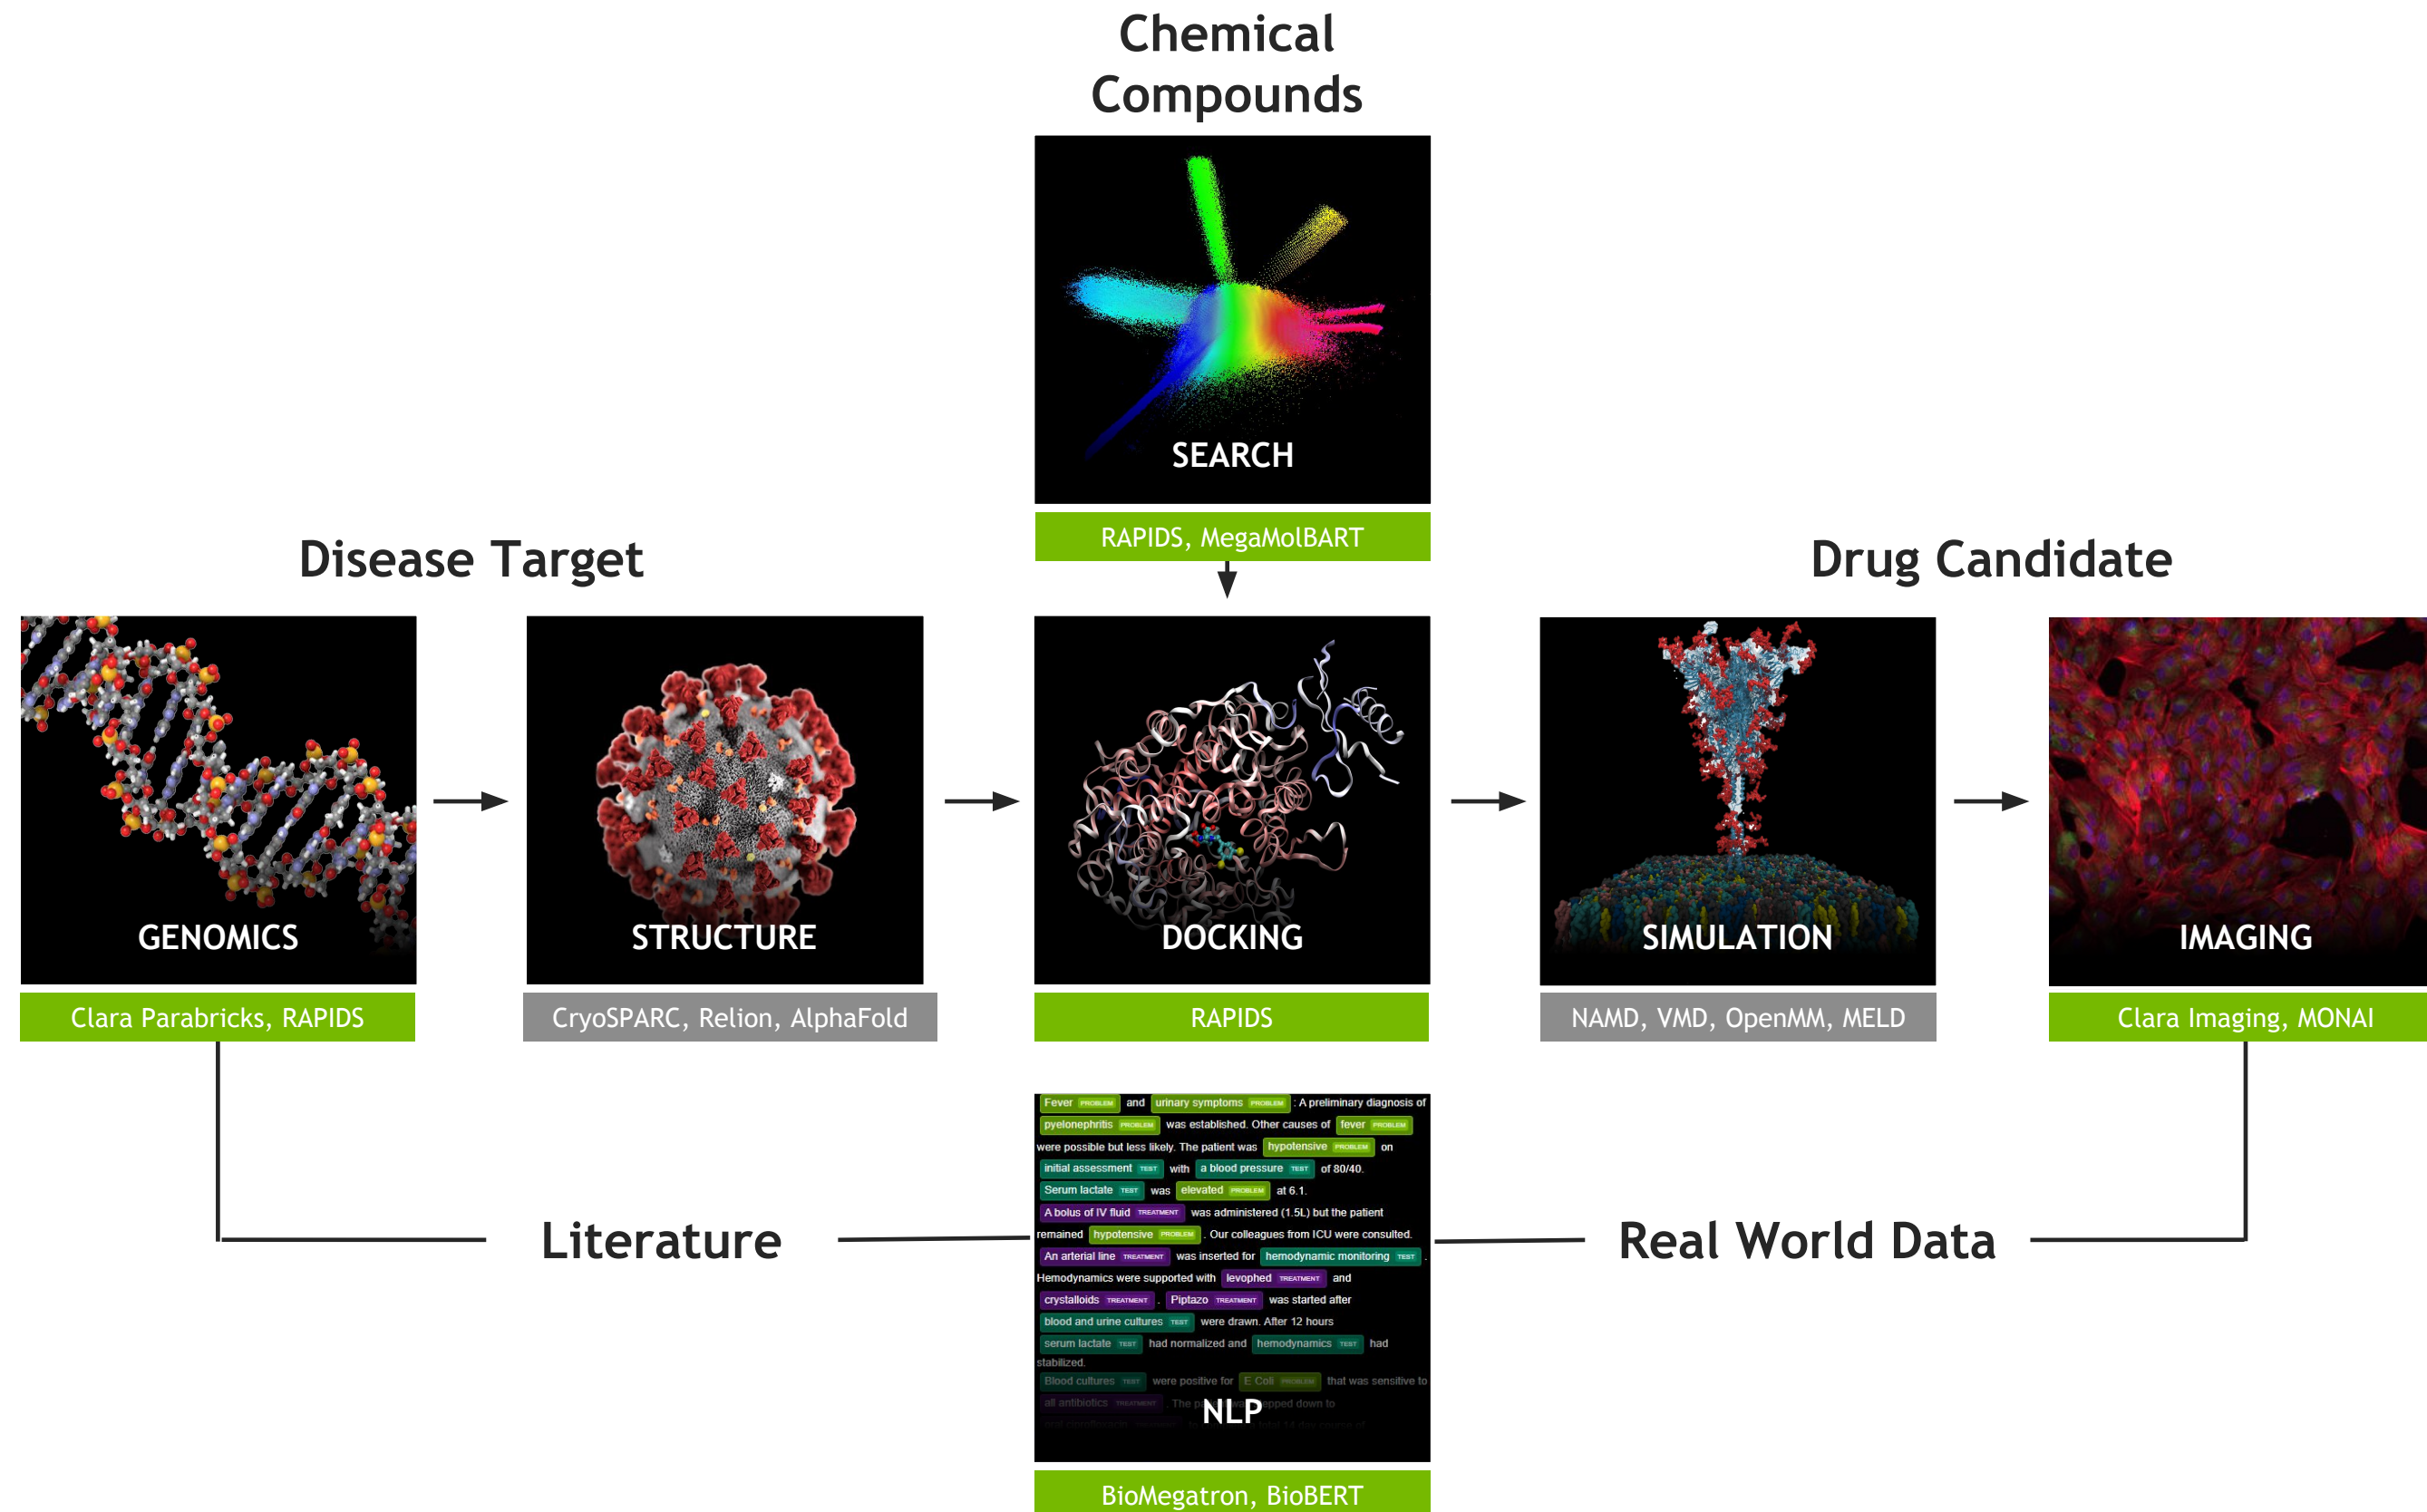 Chemical
Compounds
SEARCH
RAPIDS, MegaMolBART
Disease Target
Drug Candidate
GENOMICS
STRUCTURE
DOCKING
SIMULATION
IMAGING
Clara Parabricks, RAPIDS
CryoSPARC, Relion, AlphaFold
RAPIDS
NAMD, VMD, OpenMM, MELD
Clara Imaging, MONAI
Fever PROBLEM and urinary symptoms PROBLEM : A preliminary diagnosis of
pyelonephritis PROBLEM was established. Other causes of fever PROBLEM
were possible but less likely. The patient was hypotensive PROBLEM on
initial assessment TEST with a blood pressure TEST of 80/40.
Serum lactate TEST was elevated PROBLEM at 6.1.
A bolus of IV fluid TREATMENT was administered (1.5L) but the patient
remained hypotensive PROBLEM . Our colleagues from ICU were consulted.
An arterial line TREATMENT was inserted for hemodynamic monitoring TEST .
Hemodynamics were supported with levophed TREATMENT and
crystalloids TREATMENT . Piptazo TREATMENT was started after
blood and urine cultures TEST were drawn. After 12 hours
serum lactate TEST had normalized and hemodynamics TEST had
stabilized.
Blood cultures TEST were positive for E Coli PROBLEM that was sensitive to
all antibiotics TREATMENT . The down to
NLP
Literature
Real World Data
BioMegatron, BioBERT